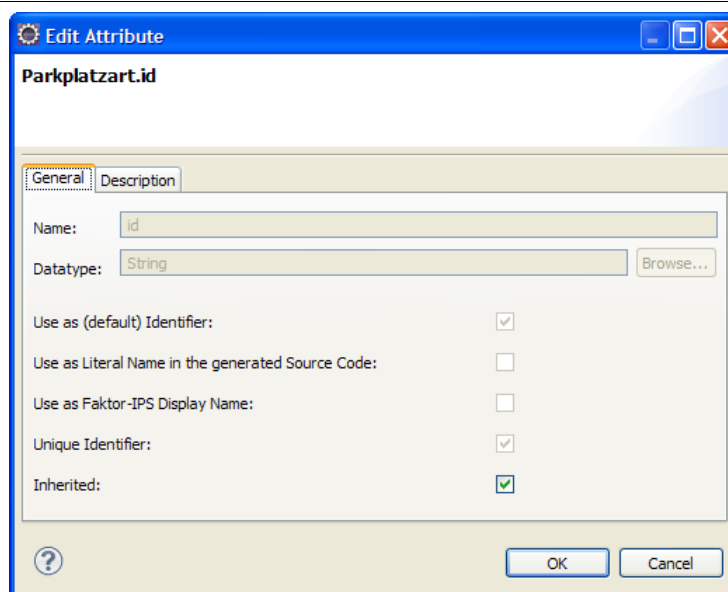 Edit Attribute
Parkplatzart.id
General Description
Name: id
Datatype: String Browse...
Use as (default) Identifier:
Use as Literal Name in the generated Source Code:
Use as Faktor-IPS Display Name:
Unique Identifier:
Inherited:
? OK Cancel